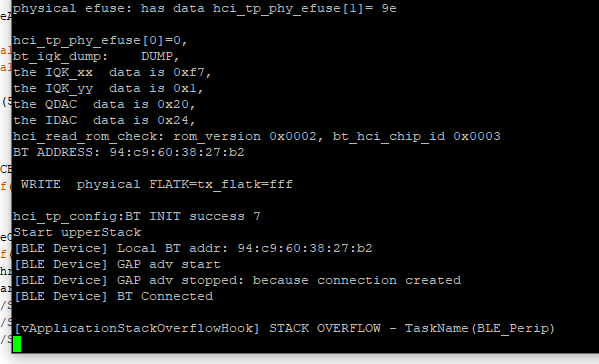 physical efuse: has data hci_tp_phy_efuse[1]= 9e
hci_tp_phy_efuse[0]=0,
bt_iqk_dump:    DUMP,
the IQK_xx  data is 0xf7,
the IQK_yy  data is 0x1,
the QDAC  data is 0x20,
the IDAC  data is 0x24,
hci_read_rom_check: rom_version 0x0002, bt_hci_chip_id 0x0003
BT ADDRESS: 94:c9:60:38:27:b2
WRITE  physical FLATK=tx_flatk=fff
hci_tp_config:BT INIT success 7
Start upperStack
[BLE Device] Local BT addr: 94:c9:60:38:27:b2
[BLE Device] GAP adv start
[BLE Device] GAP adv stopped: because connection created
[BLE Device] BT Connected
[vApplicationStackOverflowHook] STACK OVERFLOW - TaskName(BLE_Perip)